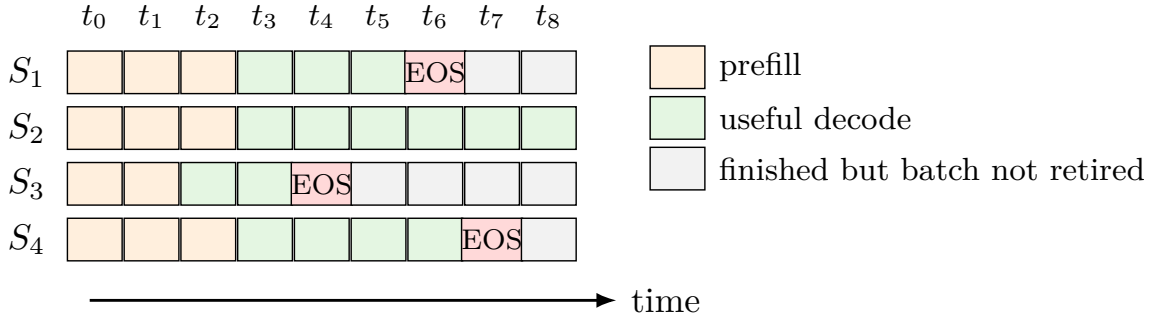 t0 t1 t2 t3 t4 t5 t6 t7 t8
S1 EOS
prefill
S2
useful decode
S3 EOS
finished but batch not retired
S4 EOS
time